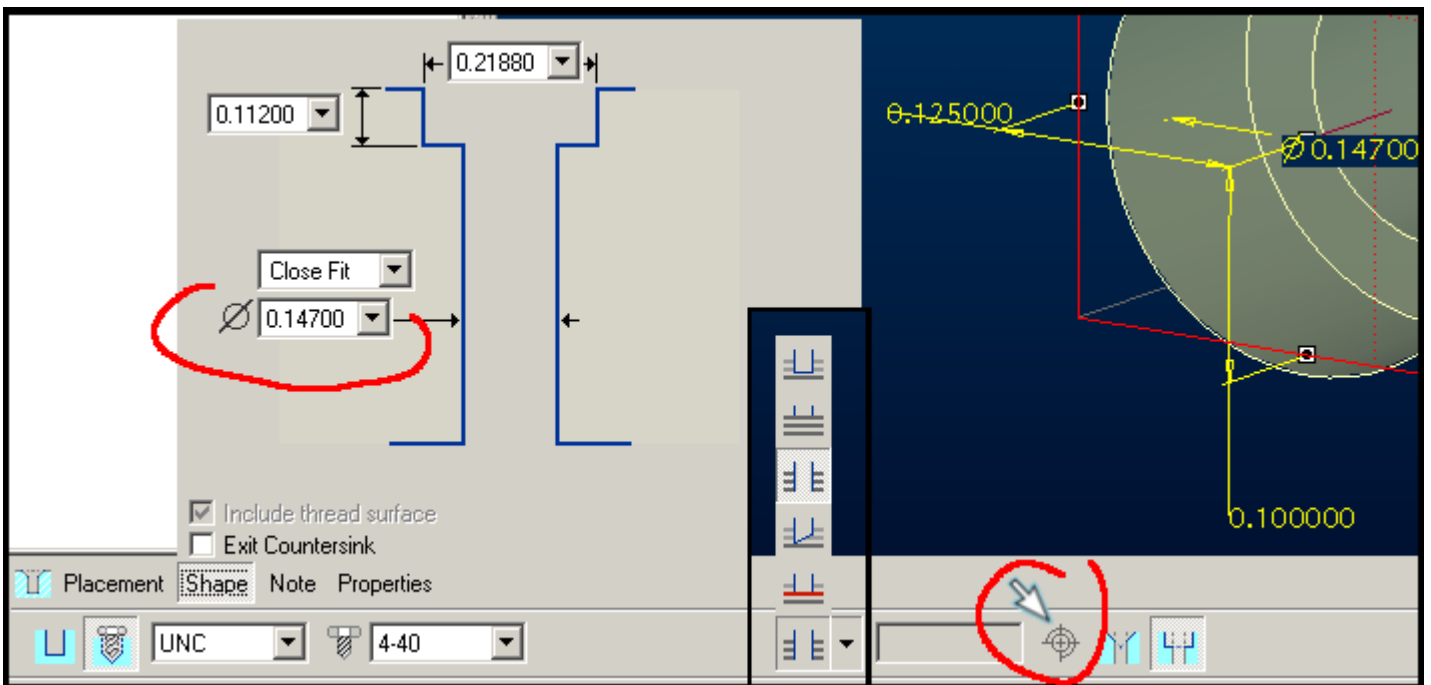 0.21880
0.11200
Close Fit
Ø 0.14700
Include thread surface
Exit Countersink
Placement Shape Note Properties
UNC 4-40
0.125000
Ø0.14700
0.100000